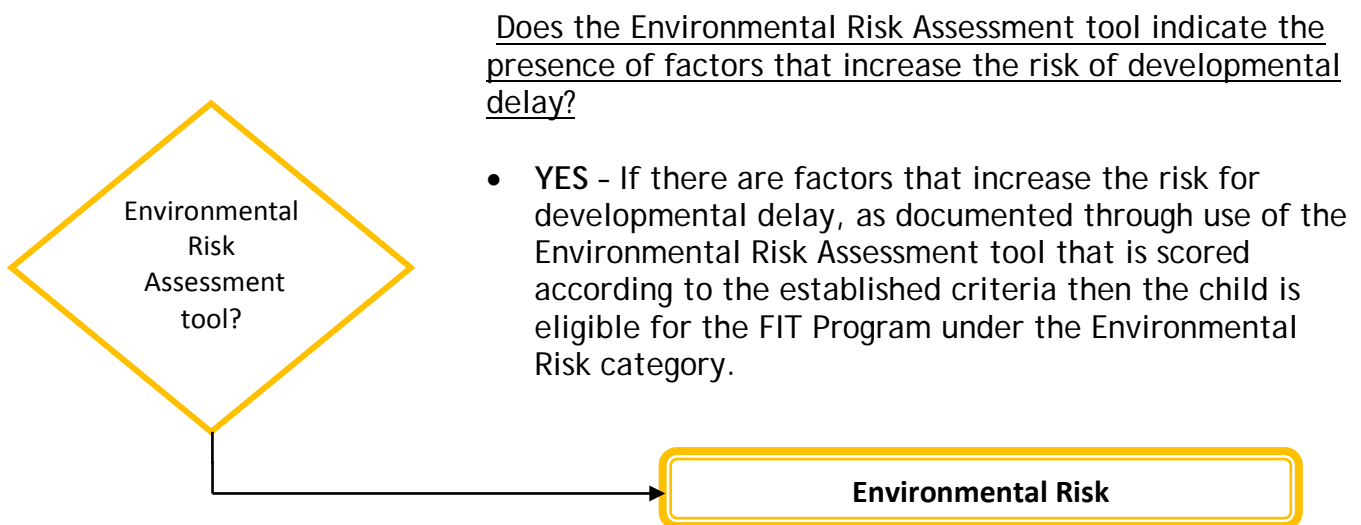 Does the Environmental Risk Assessment tool indicate the
presence of factors that increase the risk of developmental
delay?
• YES – If there are factors that increase the risk for
developmental delay, as documented through use of the
Environmental Risk Assessment tool that is scored
according to the established criteria then the child is
eligible for the FIT Program under the Environmental
Risk category.
Environmental
Risk
Assessment
tool?
Environmental Risk